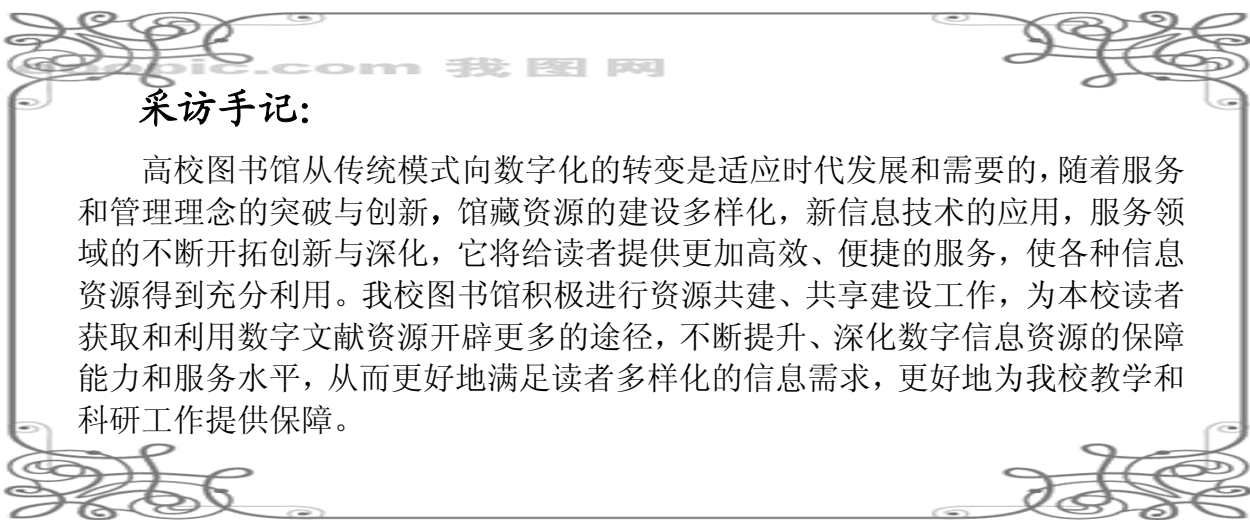 .com 我图网
采访手记:
高校图书馆从传统模式向数字化的转变是适应时代发展和需要的,随着服务
和管理理念的突破与创新,馆藏资源的建设多样化,新信息技术的应用,服务领
域的不断开拓创新与深化,它将给读者提供更加高效、便捷的服务,使各种信息
资源得到充分利用。我校图书馆积极进行资源共建、共享建设工作,为本校读者
获取和利用数字文献资源开辟更多的途径,不断提升、深化数字信息资源的保障
能力和服务水平,从而更好地满足读者多样化的信息需求,更好地为我校教学和
科研工作提供保障。